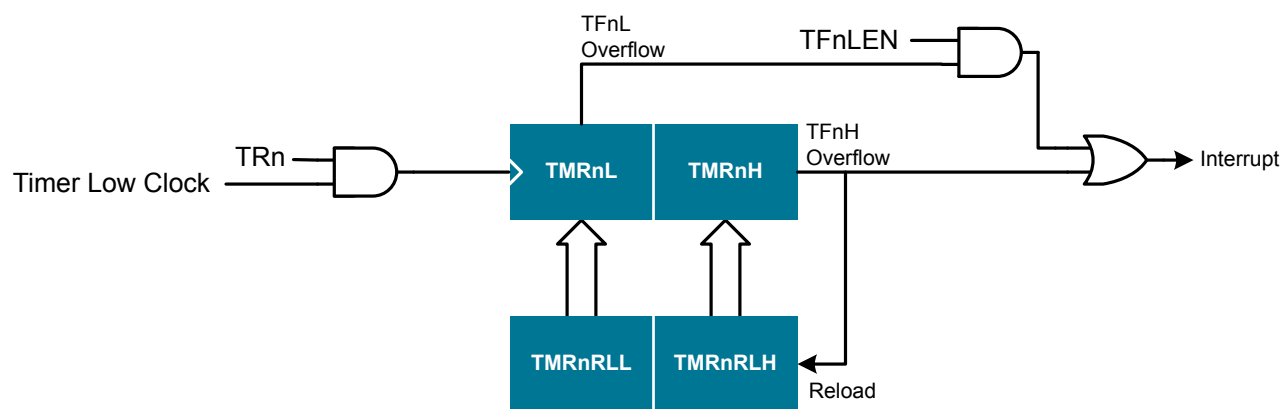 TFnL
Overflow
TFnLEN
TRn
Timer Low Clock
TMRnL
TMRnH
TFnH
Overflow
Interrupt
TMRnRLL
TMRnRLH
Reload